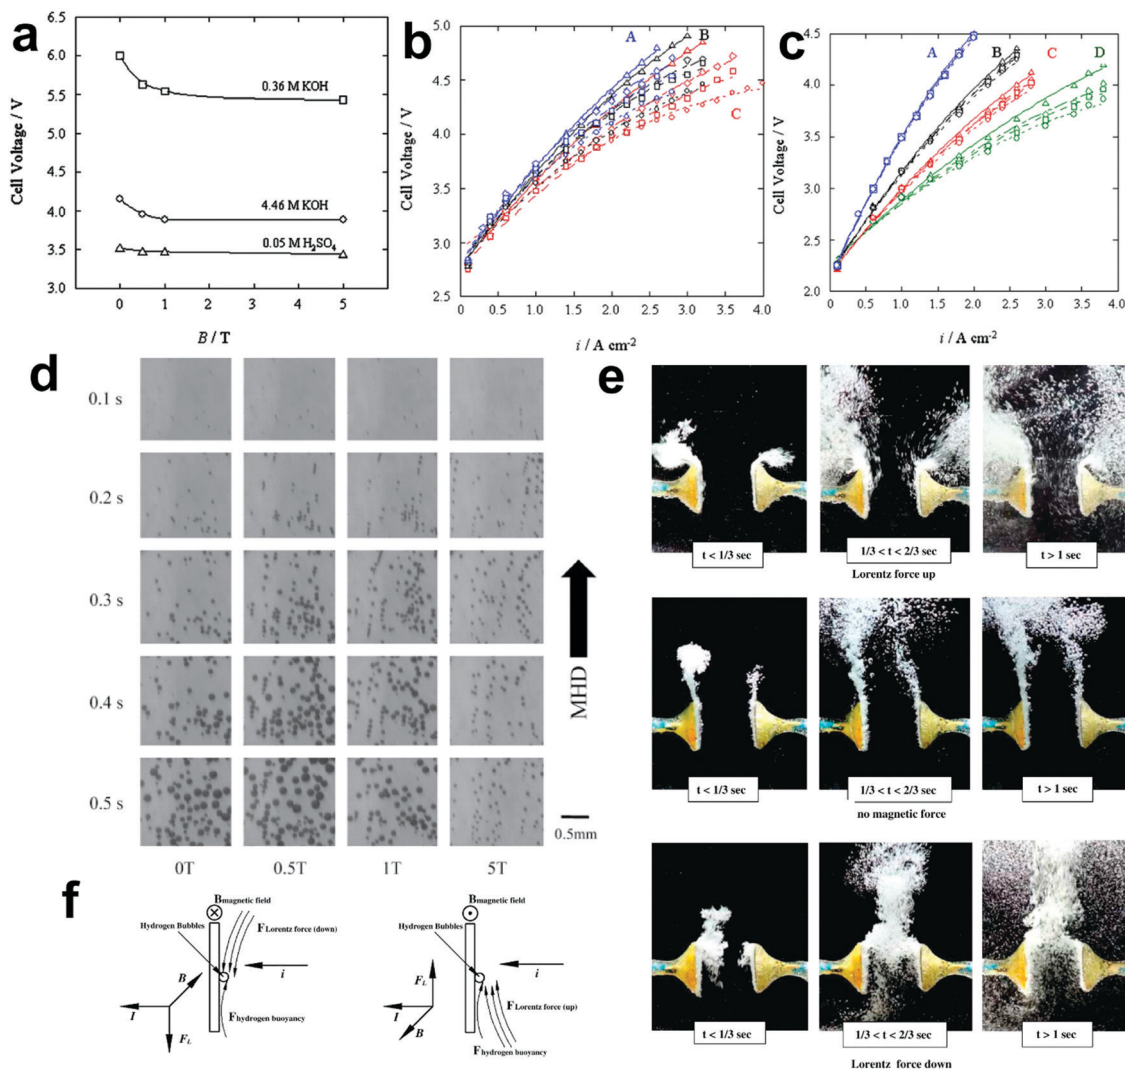 a
6.5
6.0
5.5
5.0
4.5
4.0
3.5
3.0
Cell Voltage / V
0.36 M KOH
4.46 M KOH
0.05 M H₂SO₄
0 1 2 3 4 5
B / T
b
5.0
4.5
4.0
3.5
3.0
2.5
Cell Voltage / V
A
B
C
0.0 0.5 1.0 1.5 2.0 2.5 3.0 3.5 4.0
i / A cm⁻²
c
4.5
4.0
3.5
3.0
2.5
2.0
Cell Voltage / V
A
B
C
D
0.0 0.5 1.0 1.5 2.0 2.5 3.0 3.5 4.0
i / A cm⁻²
d
0.1 s
0.2 s
0.3 s
0.4 s
0.5 s
0T 0.5T 1T 5T
MHD
0.5mm
e
t < 1/3 sec
1/3 < t < 2/3 sec
t > 1 sec
Lorentz force up
t < 1/3 sec
1/3 < t < 2/3 sec
t > 1 sec
no magnetic force
t < 1/3 sec
1/3 < t < 2/3 sec
t > 1 sec
Lorentz force down
f
Bmagnetic field
Hydrogen Bubbles
FLorentz force (down)
B
i
I
FL
Fhydrogen buoyancy
Bmagnetic field
Hydrogen Bubbles
FL
i
I
B
FLorentz force (up)
Fhydrogen buoyancy